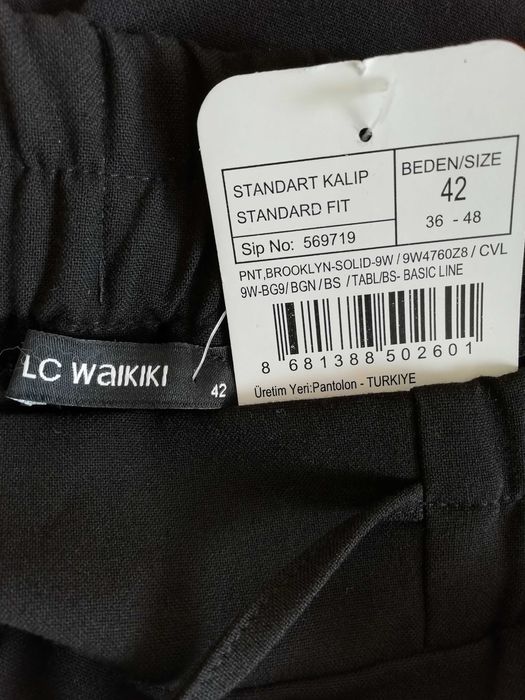 STANDART KALIP
STANDARD FIT
Sip No: 569719
BEDEN/SIZE
42
36 - 48
PNT,BROOKLYN-SOLID-9W / 9W4760Z8 / CVL
9W-BG9/ BGN / BS / TABL/BS- BASIC LINE
8 681388 502601
Üretim Yeri:Pantolon - TURKIYE
LC WAIKIKI
42